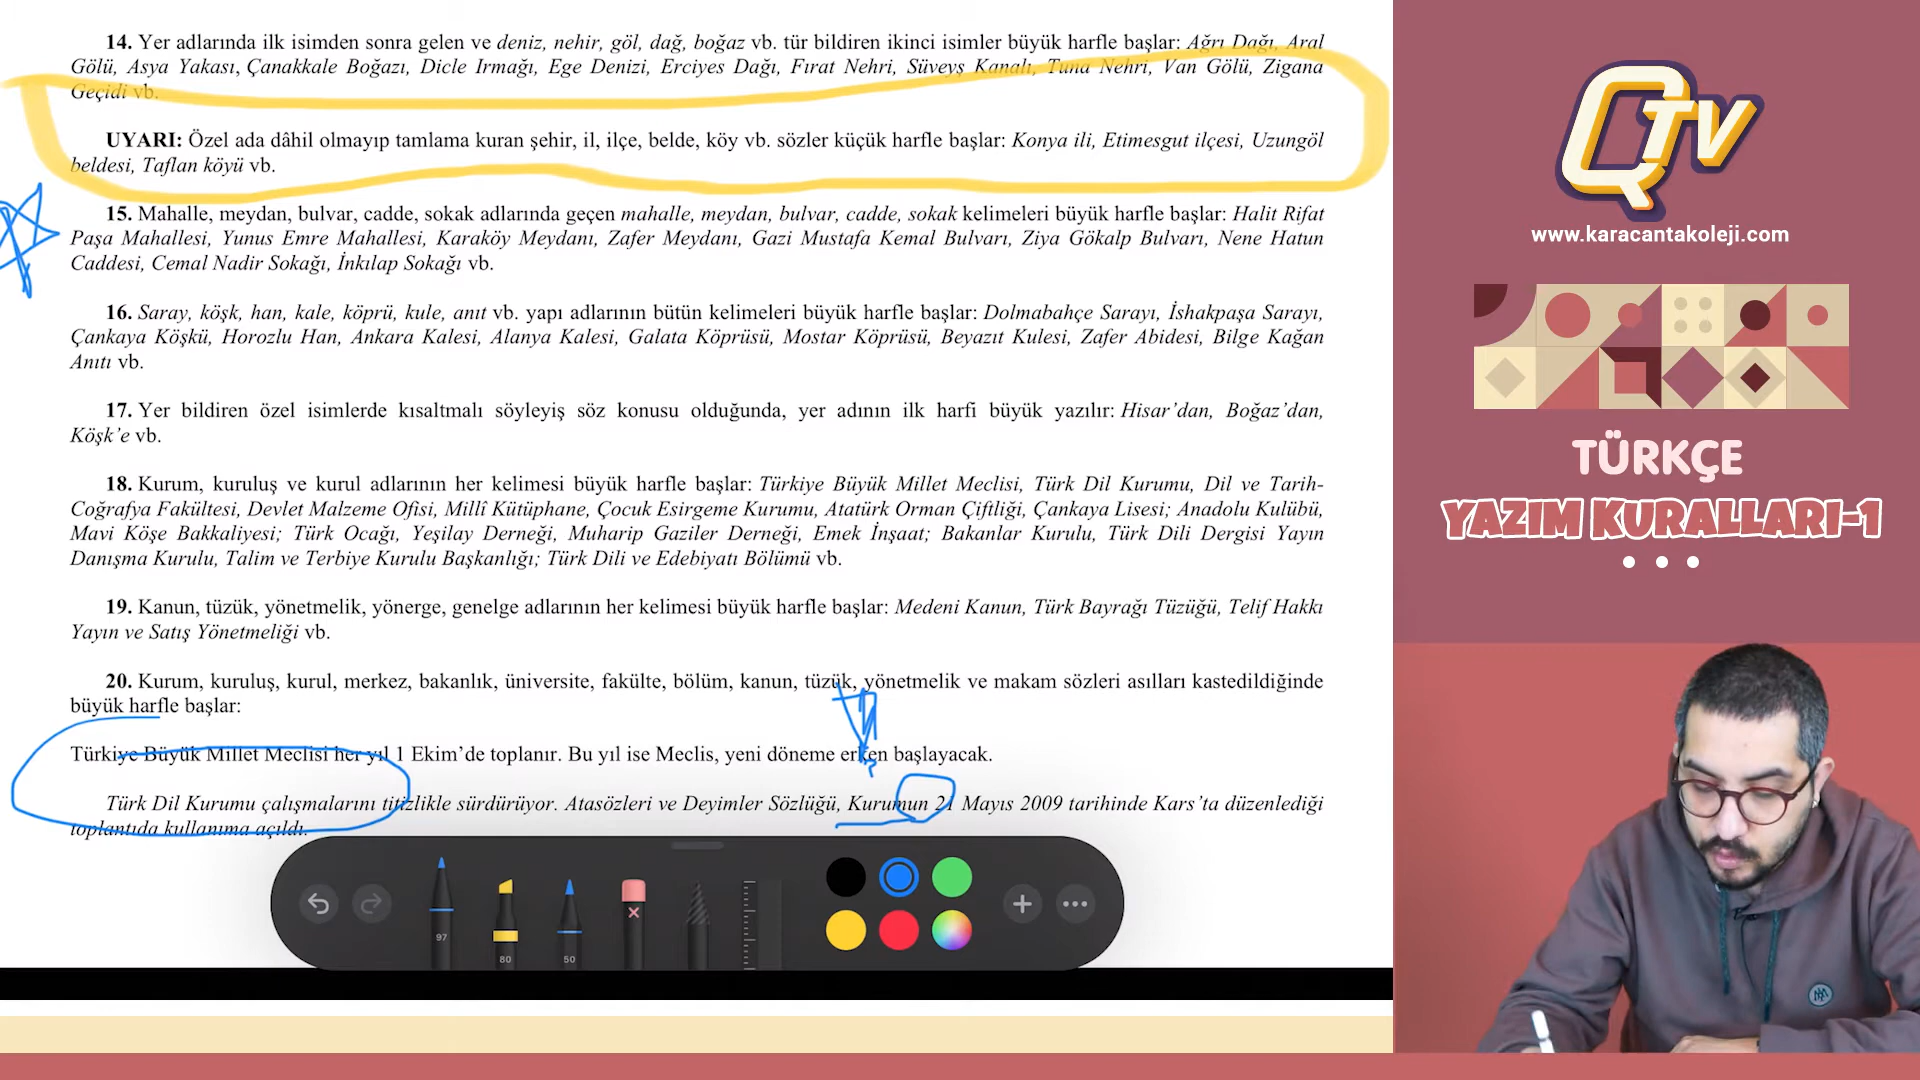 14. Yer adlarında ilk isimden sonra gelen ve deniz, nehir, göl, dağ, boğaz vb. tür bildiren ikinci isimler büyük harfle başlar: Ağrı Dağı, Aral
Gölü, Asya Yakası, Çanakkale Boğazı, Dicle Irmağı, Ege Denizi, Erciyes Dağı, Fırat Nehri, Süveyş Kanalı, Tuna Nehri, Van Gölü, Zigana
Geçidi vb.
UYARI: Özel ada dâhil olmayıp tamlama kuran şehir, il, ilçe, belde, köy vb. sözler küçük harfle başlar: Konya ili, Etimesgut ilçesi, Uzungöl
beldesi, Taflan köyü vb.
15. Mahalle, meydan, bulvar, cadde, sokak adlarında geçen mahalle, meydan, bulvar, cadde, sokak kelimeleri büyük harfle başlar: Halit Rifat
Paşa Mahallesi, Yunus Emre Mahallesi, Karaköy Meydanı, Zafer Meydanı, Gazi Mustafa Kemal Bulvarı, Ziya Gökalp Bulvarı, Nene Hatun
Caddesi, Cemal Nadir Sokağı, İnkılap Sokağı vb.
16. Saray, köşk, han, kale, köprü, kule, anıt vb. yapı adlarının bütün kelimeleri büyük harfle başlar: Dolmabahçe Sarayı, İshakpaşa Sarayı,
Çankaya Köşkü, Horozlu Han, Ankara Kalesi, Alanya Kalesi, Galata Köprüsü, Mostar Köprüsü, Beyazıt Kulesi, Zafer Abidesi, Bilge Kağan
Anıtı vb.
17. Yer bildiren özel isimlerde kısaltmalı söyleyiş söz konusu olduğunda, yer adının ilk harfi büyük yazılır: Hisar’dan, Boğaz’dan,
Köşk’e vb.
18. Kurum, kuruluş ve kurul adlarının her kelimesi büyük harfle başlar: Türkiye Büyük Millet Meclisi, Türk Dil Kurumu, Dil ve Tarih-
Coğrafya Fakültesi, Devlet Malzeme Ofisi, Millî Kütüphane, Çocuk Esirgeme Kurumu, Atatürk Orman Çiftliği, Çankaya Lisesi; Anadolu Kulübü,
Mavi Köşe Bakkaliyesi; Türk Ocağı, Yeşilay Derneği, Muharip Gaziler Derneği, Emek İnşaat; Bakanlar Kurulu, Türk Dili Dergisi Yayın
Danışma Kurulu, Talim ve Terbiye Kurulu Başkanlığı; Türk Dili ve Edebiyatı Bölümü vb.
19. Kanun, tüzük, yönetmelik, yönerge, genelge adlarının her kelimesi büyük harfle başlar: Medeni Kanun, Türk Bayrağı Tüzüğü, Telif Hakkı
Yayın ve Satış Yönetmeliği vb.
20. Kurum, kuruluş, kurul, merkez, bakanlık, üniversite, fakülte, bölüm, kanun, tüzük, yönetmelik ve makam sözleri asılları kastedildiğinde
büyük harfle başlar:
Türkiye Büyük Millet Meclisi her yıl 1 Ekim’de toplanır. Bu yıl ise Meclis, yeni döneme erken başlayacak.
Türk Dil Kurumu çalışmalarını titizlikle sürdürüyor. Atasözleri ve Deyimler Sözlüğü, Kurumun 21 Mayıs 2009 tarihinde Kars’ta düzenlediği
toplantıda kullanıma açıldı.
97
80
50
QTV
www.karacantakoleji.com
TÜRKÇE
YAZIM KURALLARI-1